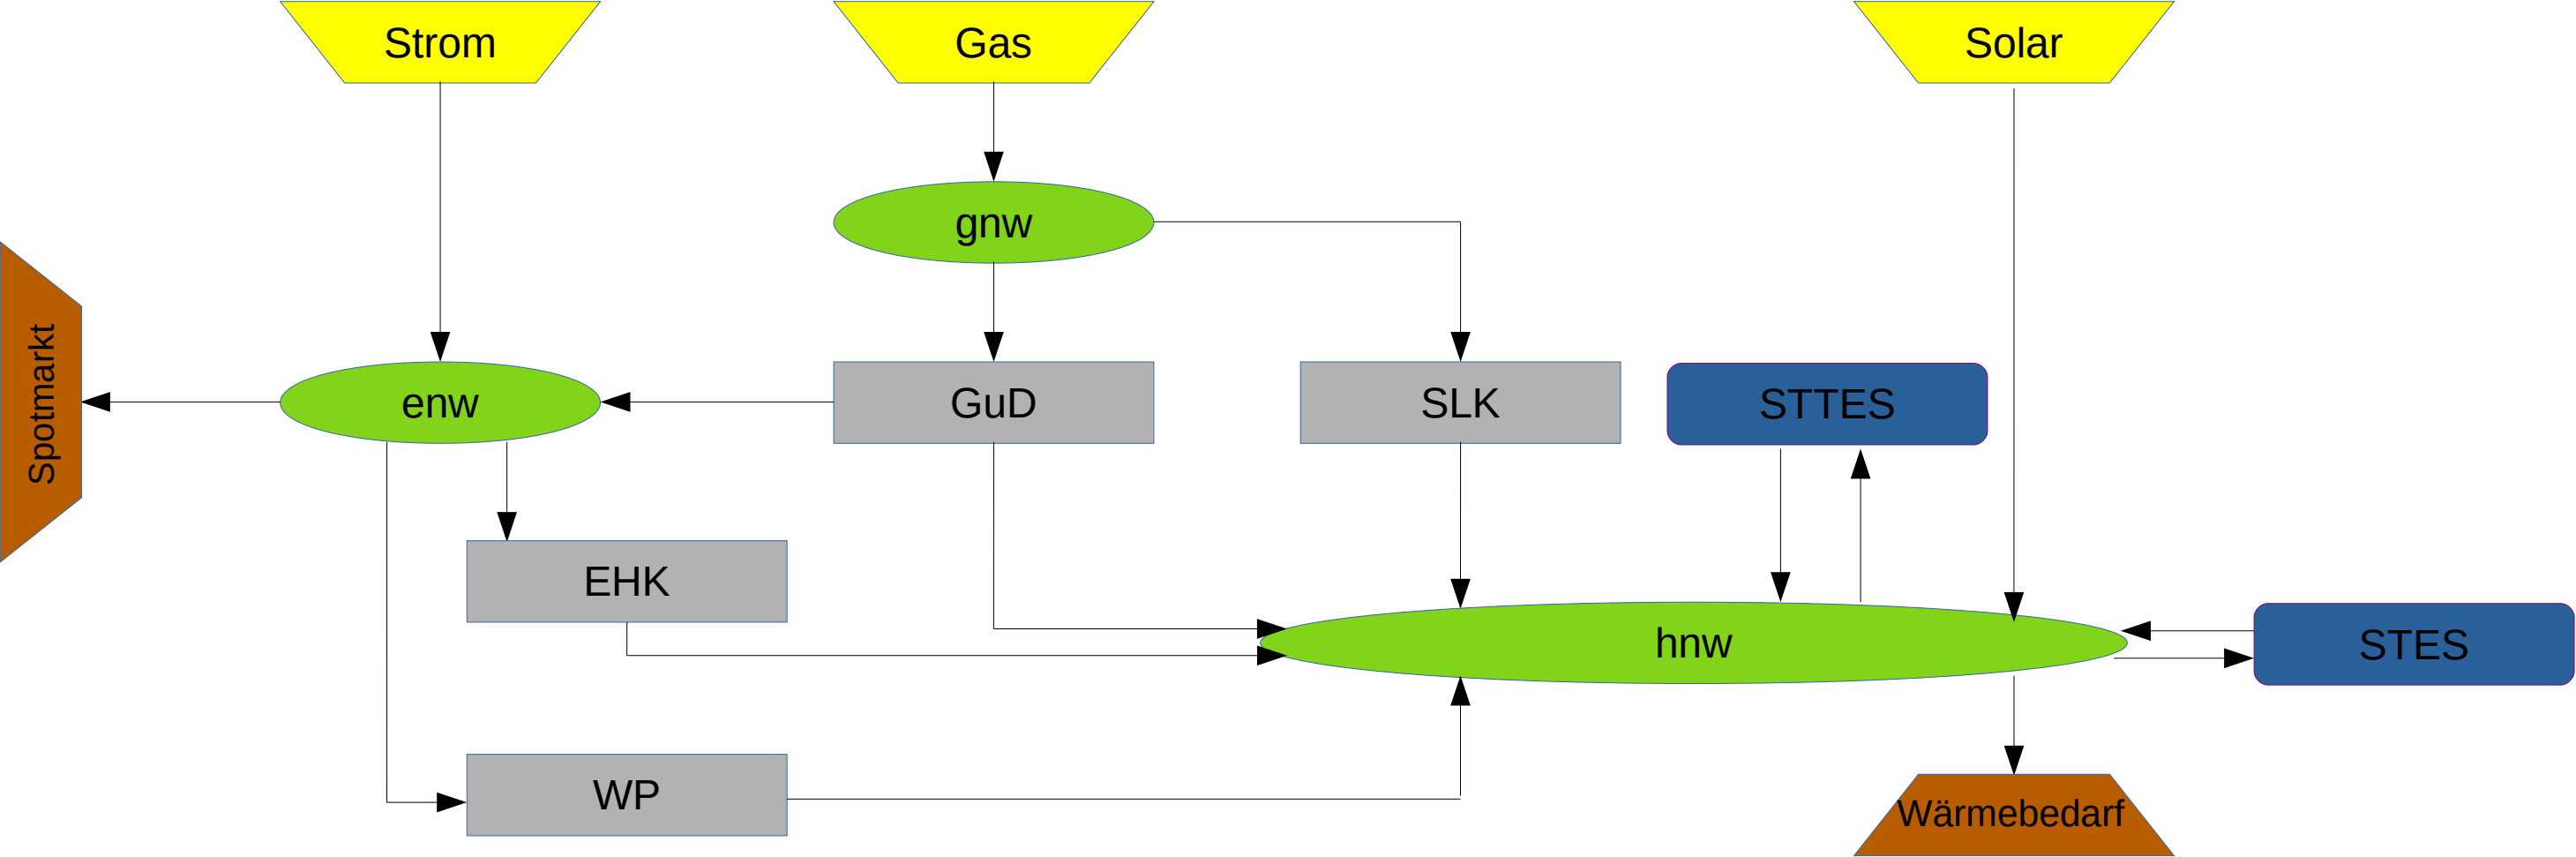 Strom
Gas
Solar
gnw
Spotmarkt
enw
GuD
SLK
STTES
EHK
hnw
STES
WP
Wärmebedarf